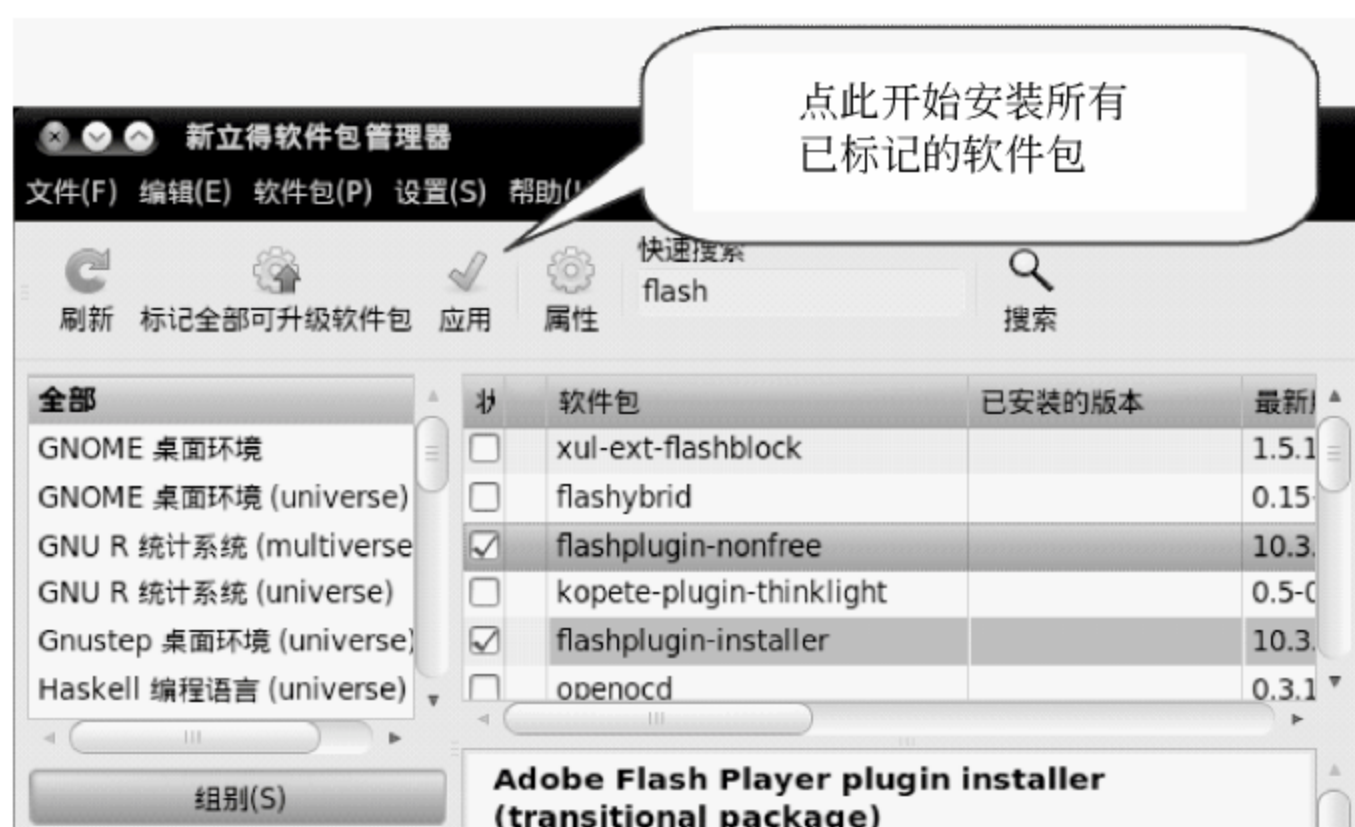 点此开始安装所有
已标记的软件包
新立得软件包管理器
文件(F) 编辑(E) 软件包(P) 设置(S) 帮助(
快速搜索
flash
刷新 标记全部可升级软件包 应用 属性 搜索
全部
GNOME 桌面环境
GNOME 桌面环境 (universe)
GNU R 统计系统 (multiverse
GNU R 统计系统 (universe)
Gnustep 桌面环境 (universe)
Haskell 编程语言 (universe)
组别(S)
软件包 已安装的版本 最新
xul-ext-flashblock 1.5.1
flashybrid 0.15-
flashplugin-nonfree 10.3.
kopete-plugin-thinklight 0.5-0
flashplugin-installer 10.3.
openocd 0.3.1
Adobe Flash Player plugin installer
(transitional package)